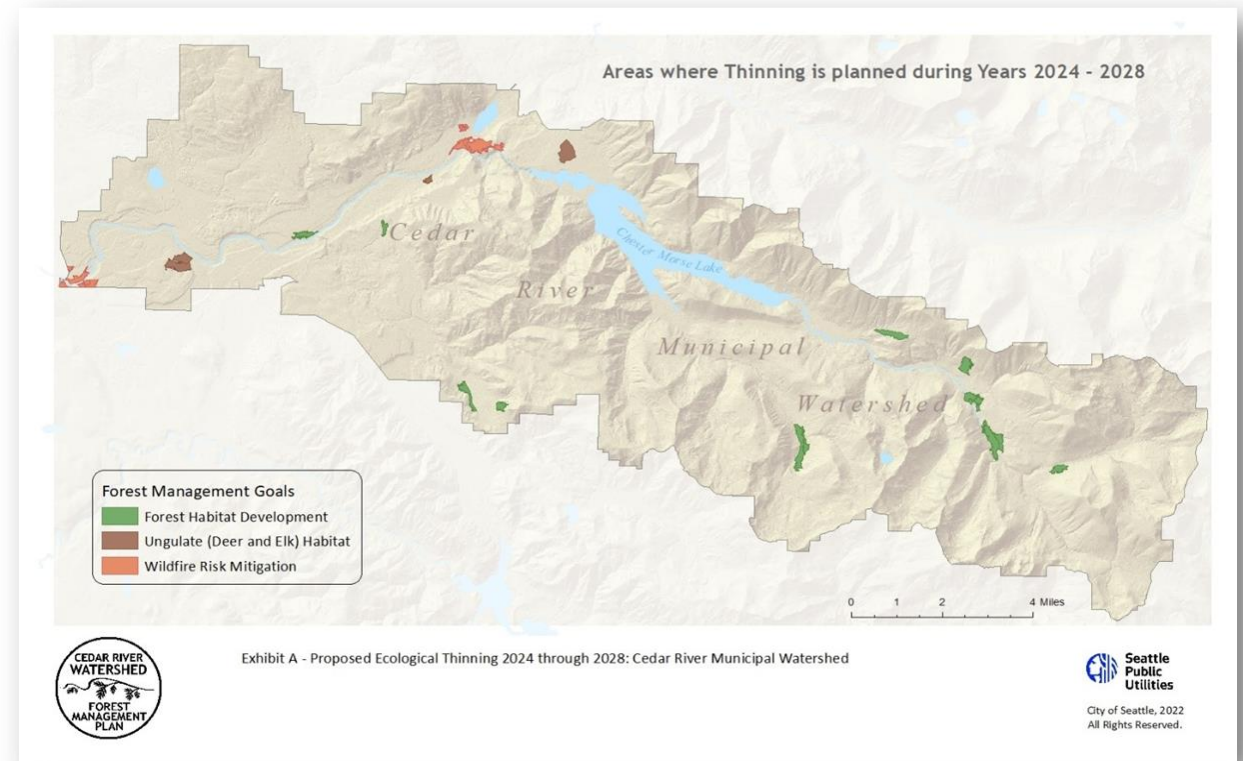 Areas where Thinning is planned during Years 2024 - 2028
Cedar
Chester Morse Lake
River
Municipal
Watershed
Forest Management Goals
Forest Habitat Development
Ungulate (Deer and Elk) Habitat
Wildfire Risk Mitigation
0 1 2 4 Miles
Exhibit A - Proposed Ecological Thinning 2024 through 2028: Cedar River Municipal Watershed
CEDAR RIVER
WATERSHED
FOREST
MANAGEMENT
PLAN
Seattle
Public
Utilities
City of Seattle, 2022
All Rights Reserved.